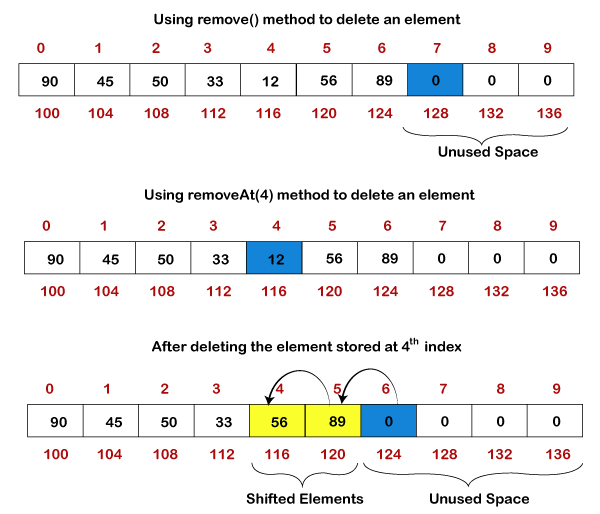 Using remove() method to delete an element
0 1 2 3 4 5 6 7 8 9
90 45 50 33 12 56 89 0 0 0
100 104 108 112 116 120 124 128 132 136
Unused Space
Using removeAt(4) method to delete an element
0 1 2 3 4 5 6 7 8 9
90 45 50 33 12 56 89 0 0 0
100 104 108 112 116 120 124 128 132 136
After deleting the element stored at 4th index
0 1 2 3 4 5 6 7 8 9
90 45 50 33 56 89 0 0 0 0
100 104 108 112 116 120 124 128 132 136
Shifted Elements Unused Space